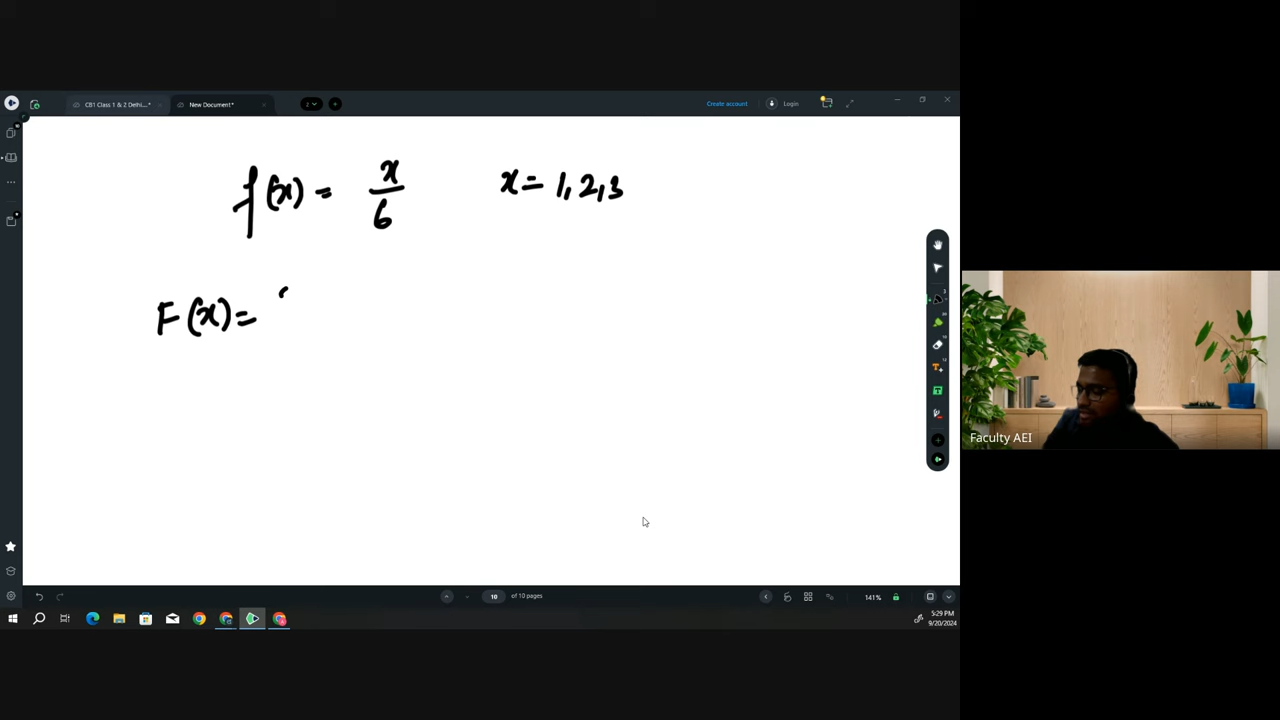 CB1 Class 1 & 2 Delhi...*
New Document*
2
Create account
Login
f(x) = x/6    x = 1, 2, 3
F(x) =
Faculty AEI
10 of 10 pages
141%
5:29 PM
9/20/2024